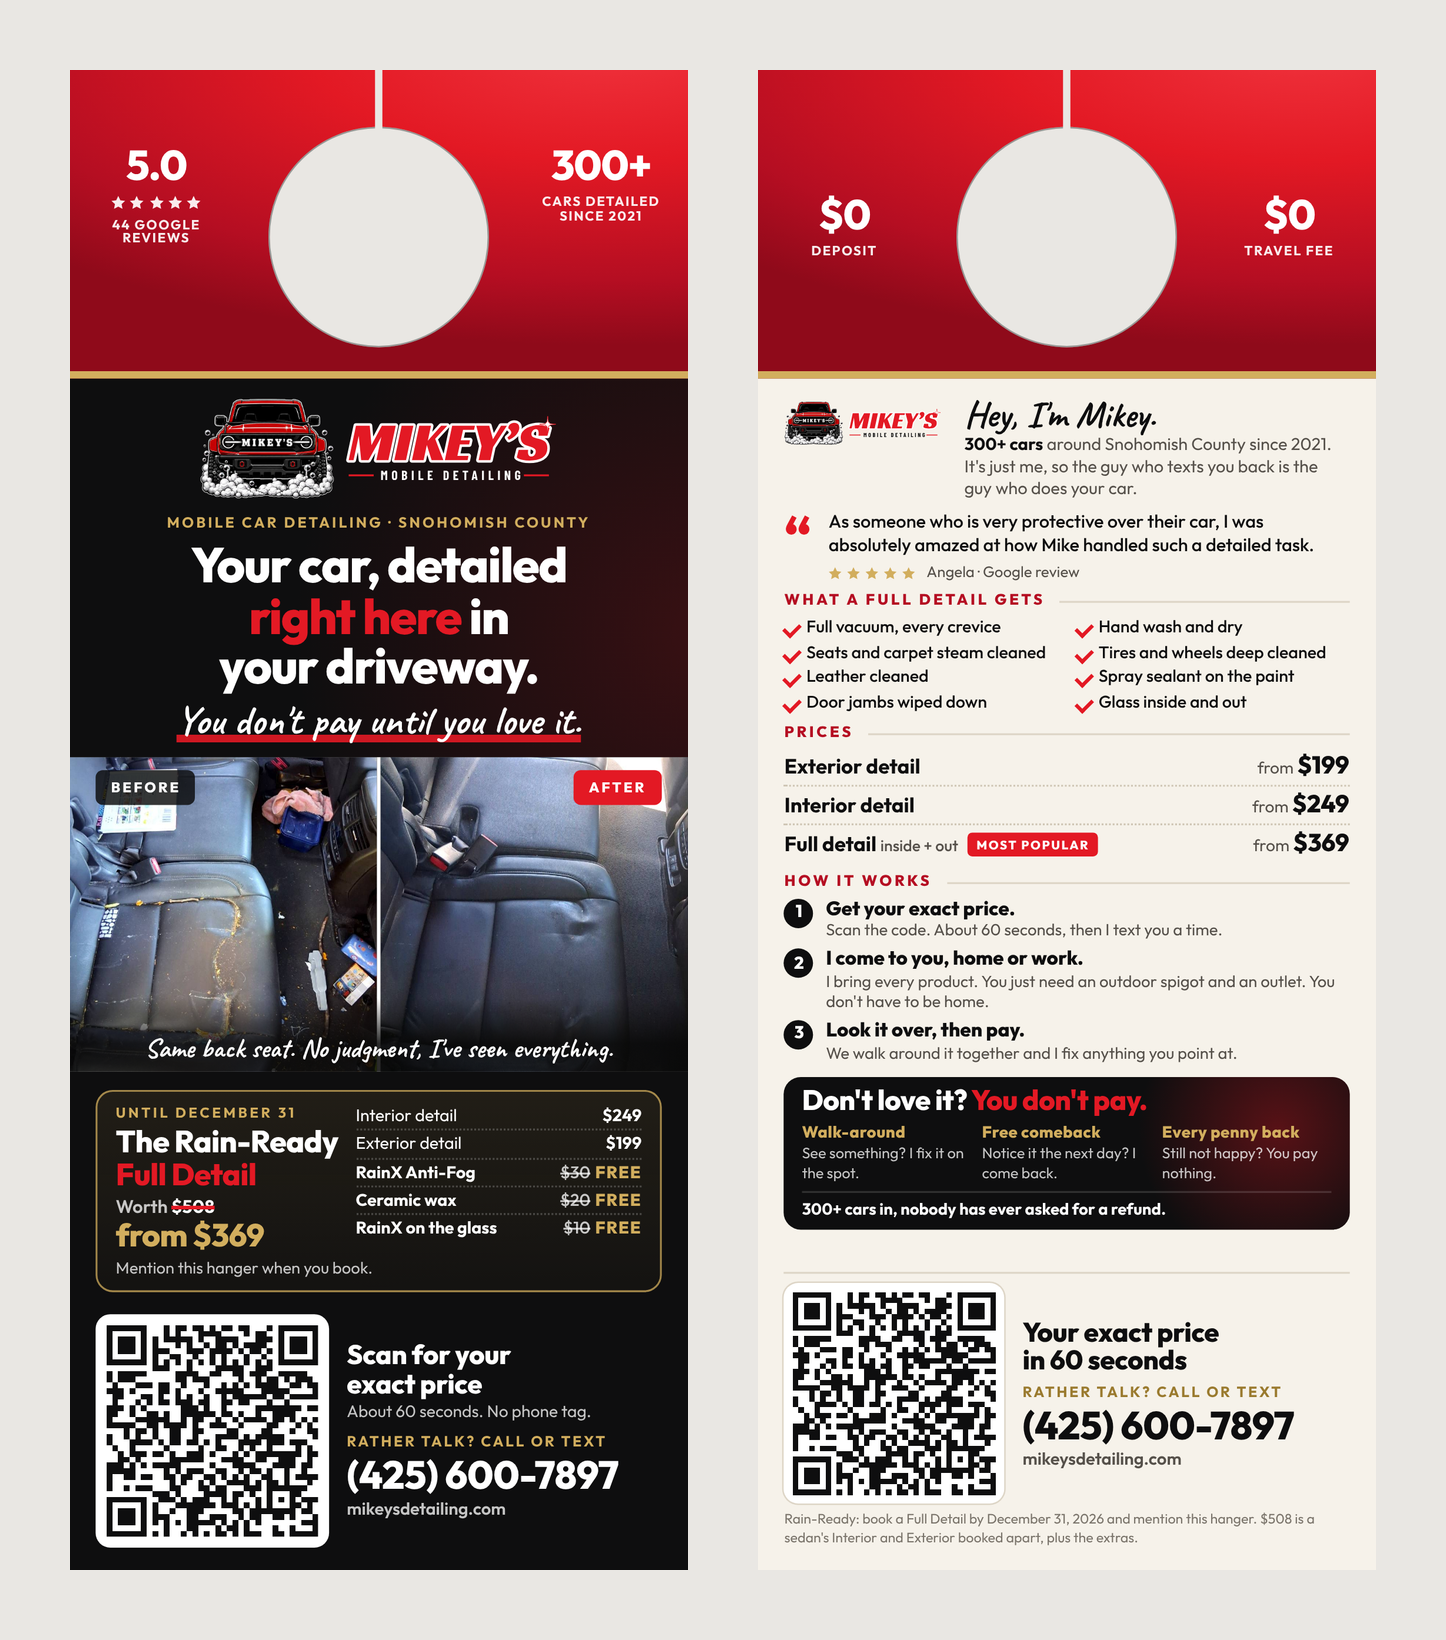 5.0
44 GOOGLE
REVIEWS
300+
CARS DETAILED
SINCE 2021
MIKEY'S
MIKEY'S
MOBILE DETAILING
MOBILE CAR DETAILING · SNOHOMISH COUNTY
Your car, detailed
right here in
your driveway.
You don't pay until you love it.
BEFORE
AFTER
Same back seat. No judgment, I've seen everything.
UNTIL DECEMBER 31
The Rain-Ready
Full Detail
Worth $508
from $369
Mention this hanger when you book.
Interior detail $249
Exterior detail $199
RainX Anti-Fog $30 FREE
Ceramic wax $20 FREE
RainX on the glass $10 FREE
Scan for your
exact price
About 60 seconds. No phone tag.
RATHER TALK? CALL OR TEXT
(425) 600-7897
mikeysdetailing.com
$0
DEPOSIT
$0
TRAVEL FEE
MIKEY'S
MIKEY'S
MOBILE DETAILING
Hey, I'm Mikey.
300+ cars around Snohomish County since 2021.
It's just me, so the guy who texts you back is the
guy who does your car.
“ As someone who is very protective over their car, I was
absolutely amazed at how Mike handled such a detailed task.
Angela · Google review
WHAT A FULL DETAIL GETS
Full vacuum, every crevice
Seats and carpet steam cleaned
Leather cleaned
Door jambs wiped down
Hand wash and dry
Tires and wheels deep cleaned
Spray sealant on the paint
Glass inside and out
PRICES
Exterior detail from $199
Interior detail from $249
Full detail inside + out MOST POPULAR from $369
HOW IT WORKS
1 Get your exact price.
Scan the code. About 60 seconds, then I text you a time.
2 I come to you, home or work.
I bring every product. You just need an outdoor spigot and an outlet. You
don't have to be home.
3 Look it over, then pay.
We walk around it together and I fix anything you point at.
Don't love it? You don't pay.
Walk-around
See something? I fix it on
the spot.
Free comeback
Notice it the next day? I
come back.
Every penny back
Still not happy? You pay
nothing.
300+ cars in, nobody has ever asked for a refund.
Your exact price
in 60 seconds
RATHER TALK? CALL OR TEXT
(425) 600-7897
mikeysdetailing.com
Rain-Ready: book a Full Detail by December 31, 2026 and mention this hanger. $508 is a
sedan's Interior and Exterior booked apart, plus the extras.